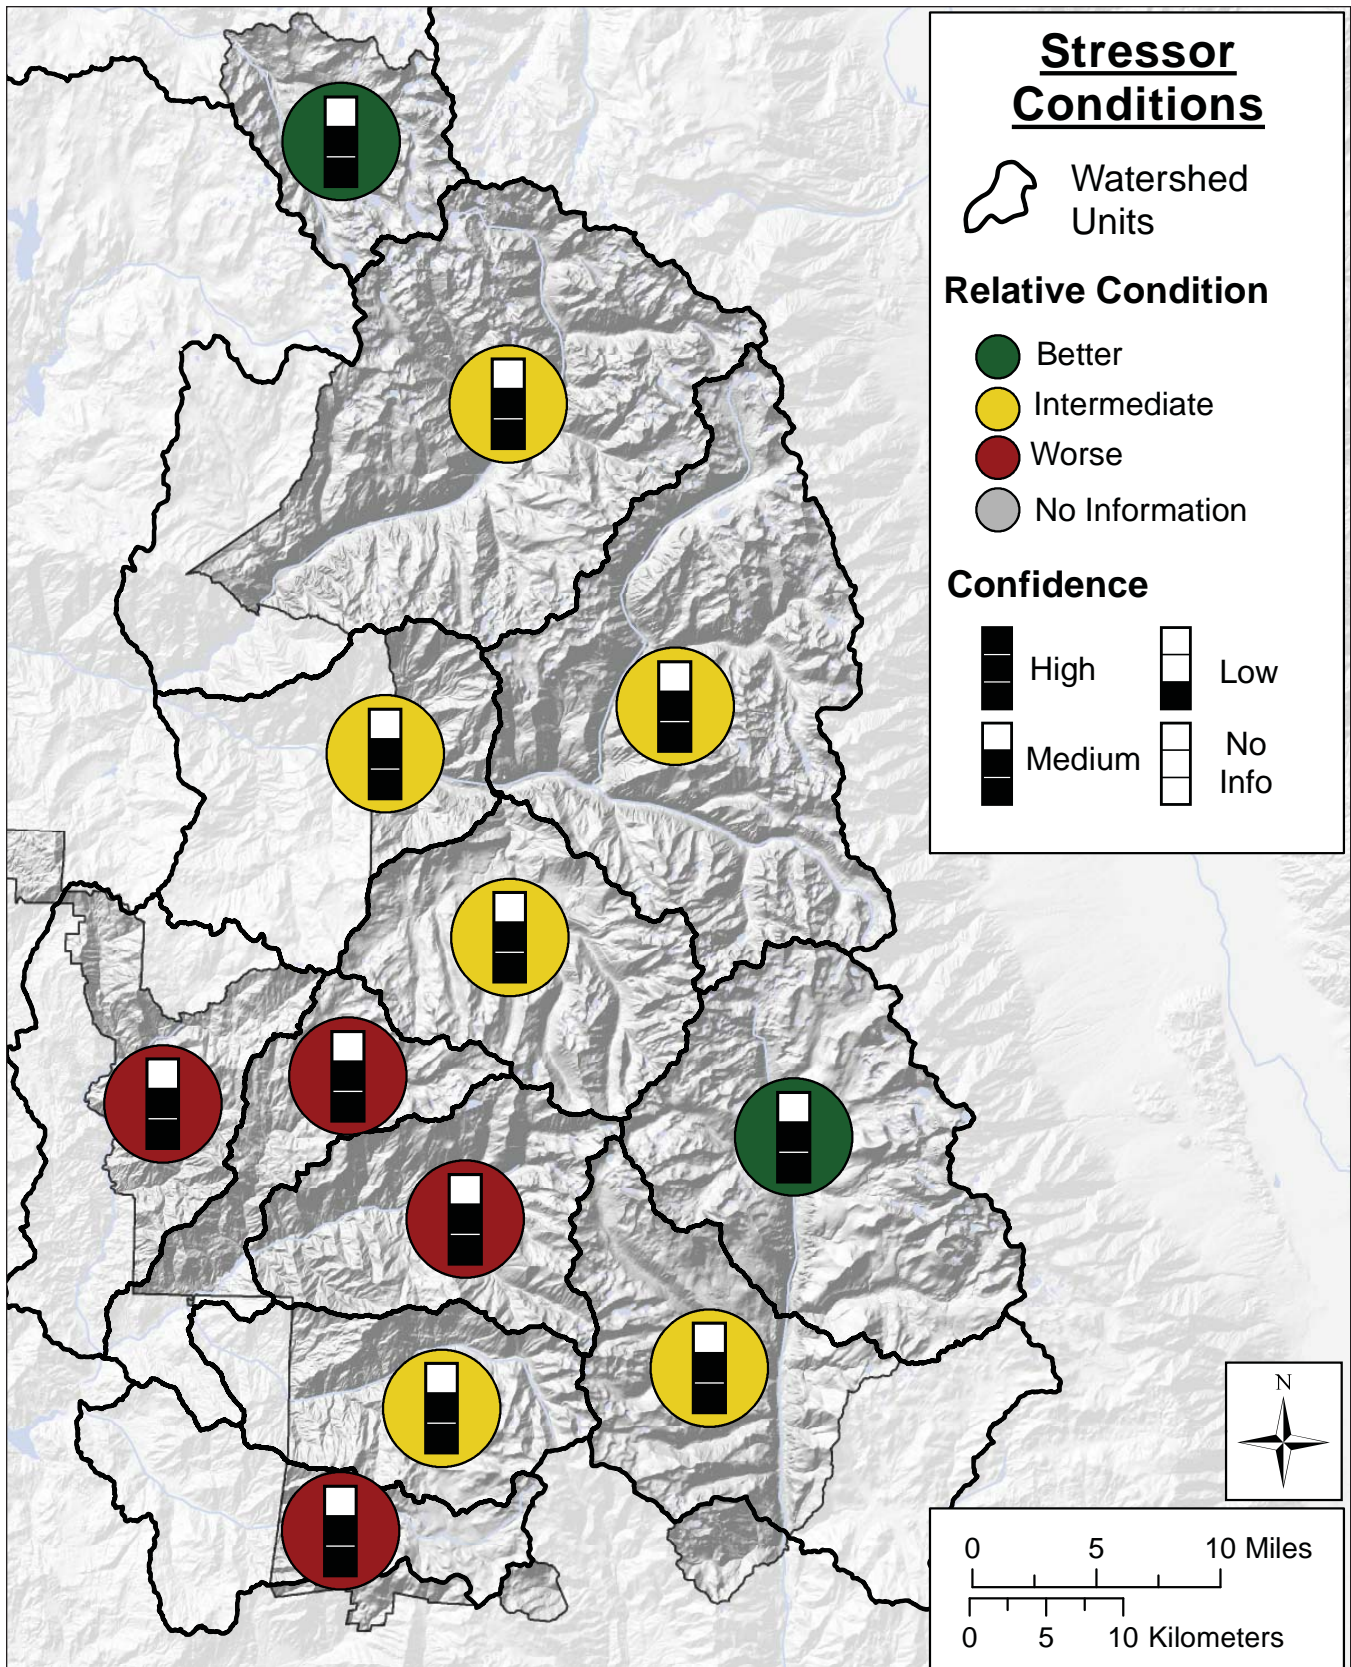 Stressor
Conditions
Watershed
Units
Relative Condition
Better
Intermediate
Worse
No Information
Confidence
High
Low
Medium
No
Info
N
0 5 10 Miles
0 5 10 Kilometers